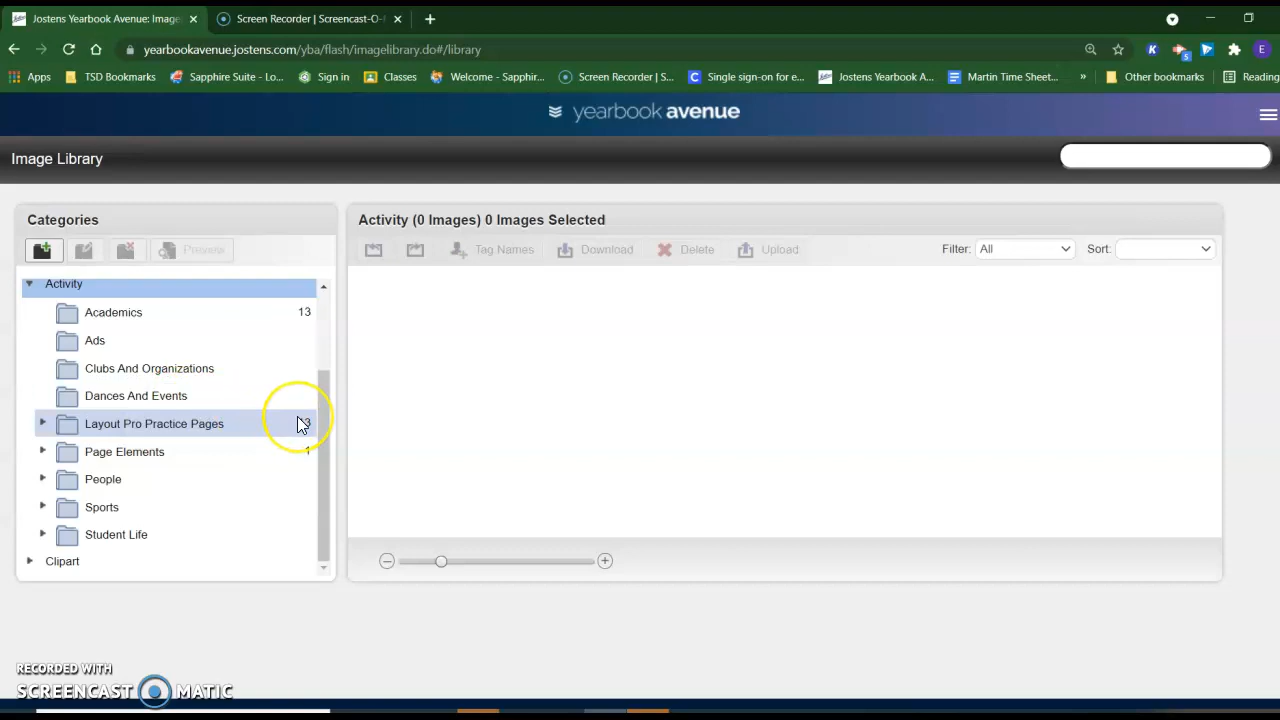 Jostens Yearbook Avenue: Image
Screen Recorder | Screencast-O-
yearbookavenue.jostens.com/yba/flash/imagelibrary.do#/library
E
Apps
TSD Bookmarks
Sapphire Suite - Lo...
Sign in
Classes
Welcome - Sapphir...
Screen Recorder | S...
Single sign-on for e...
Jostens Yearbook A...
Martin Time Sheet...
»
Other bookmarks
Reading
yearbook avenue
Image Library
Categories
Activity (0 Images) 0 Images Selected
Preview
Tag Names
Download
Delete
Upload
Filter: All
Sort:
Activity
Academics 13
Ads
Clubs And Organizations
Dances And Events
Layout Pro Practice Pages
Page Elements 1
People
Sports
Student Life
Clipart
RECORDED WITH
SCREENCAST MATIC